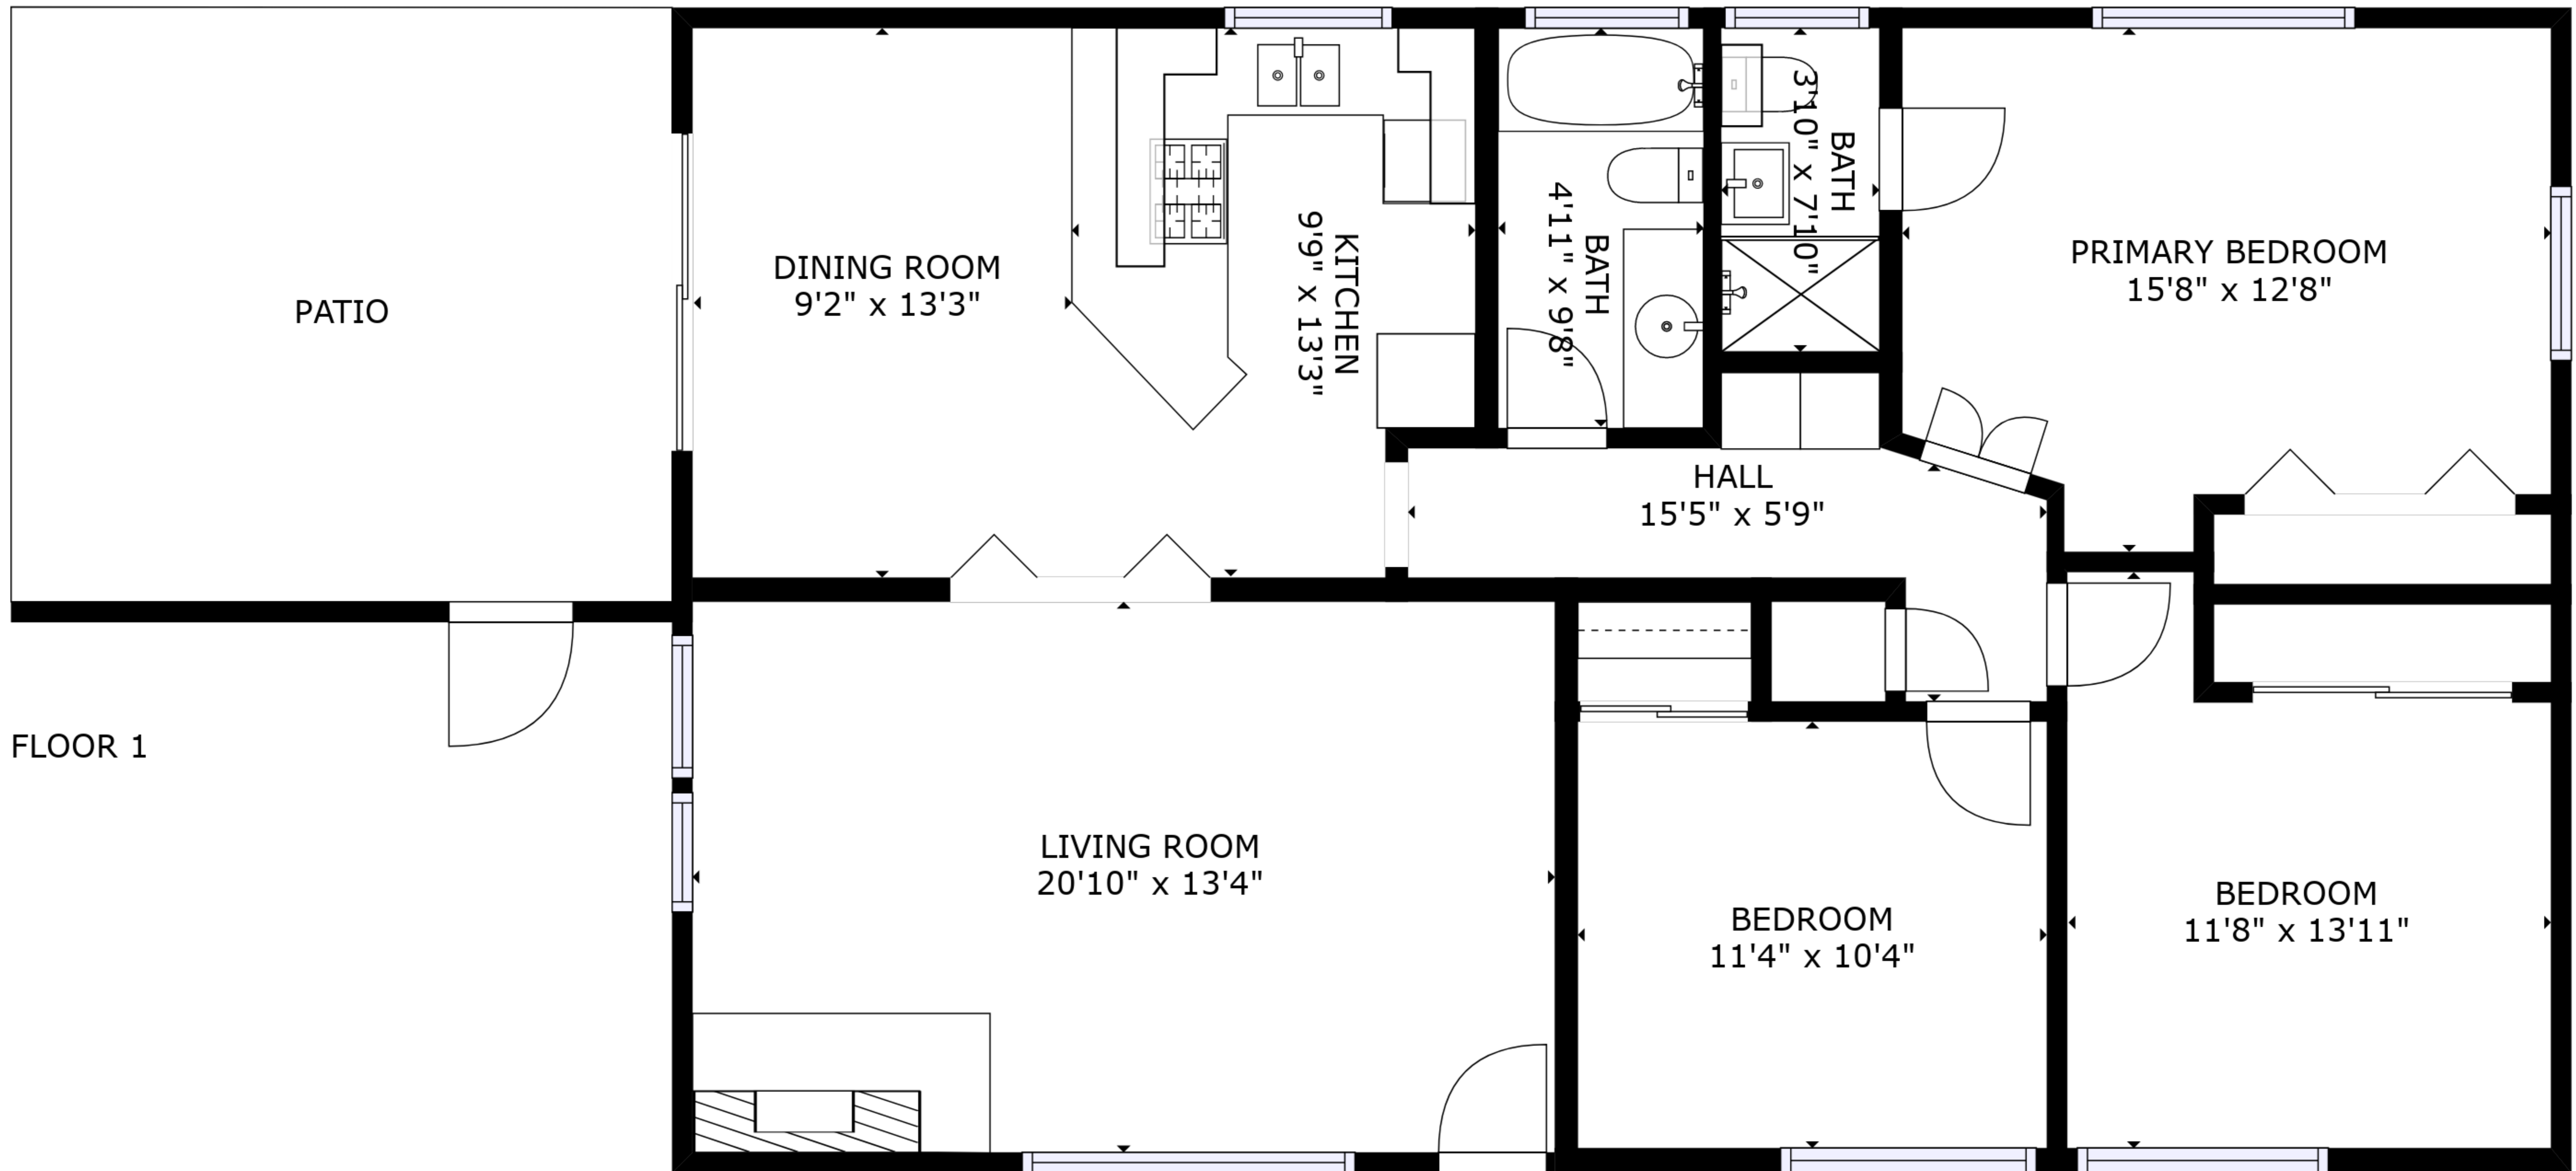 PATIO
DINING ROOM
9'2" x 13'3"
KITCHEN
9'9" x 13'3"
BATH
4'11" x 9'8"
BATH
3'10" x 7'10"
PRIMARY BEDROOM
15'8" x 12'8"
HALL
15'5" x 5'9"
FLOOR 1
LIVING ROOM
20'10" x 13'4"
BEDROOM
11'4" x 10'4"
BEDROOM
11'8" x 13'11"